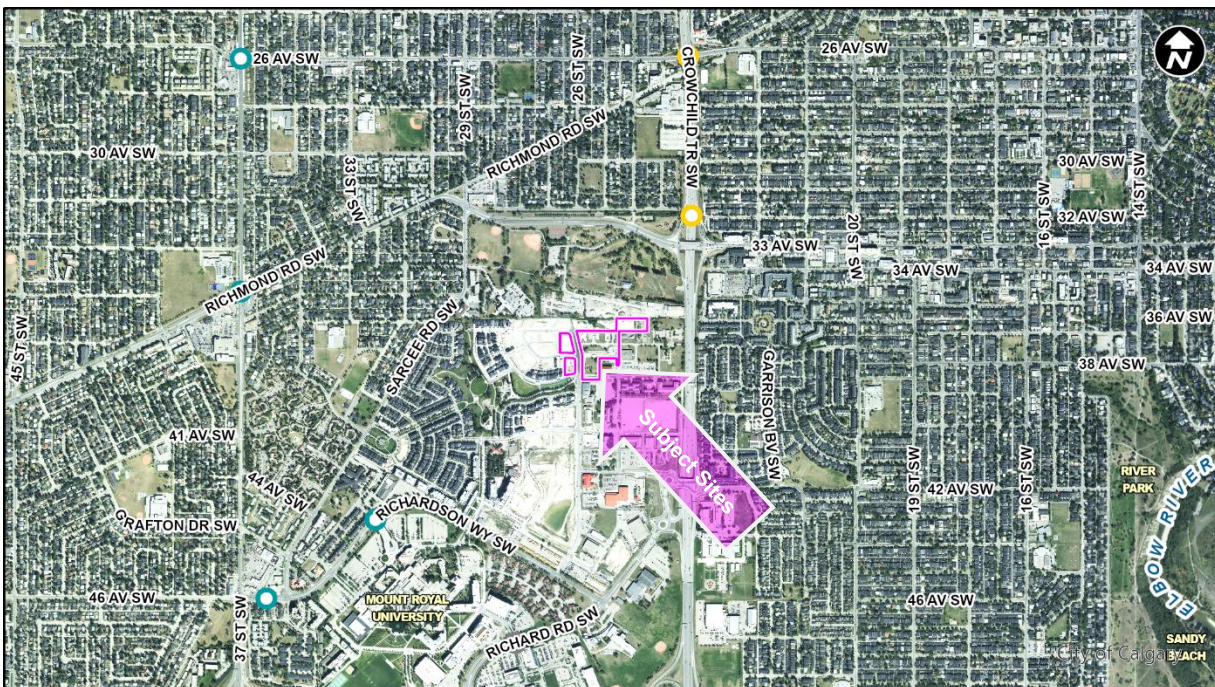 26 AV SW
26 ST SW
CROWCHILD TR SW
26 AV SW
N
29 ST SW
RICHMOND RD SW
30 AV SW
33 ST SW
30 AV SW
16 ST SW
14 ST SW
32 AV SW
20 ST SW
33 AV SW
34 AV SW
34 AV SW
RICHMOND RD SW
SARCEE RD SW
45 ST SW
36 AV SW
GARRISON BV SW
38 AV SW
Subject Sites
41 AV SW
44 AV SW
19 ST SW
42 AV SW
16 ST SW
RIVER
PARK
ELBOW RIVER
GRAFTON DR SW
RICHARDSON WY SW
46 AV SW
MOUNT ROYAL
UNIVERSITY
37 ST SW
RICHARD RD SW
46 AV SW
SANDY
BEACH
City of Calgary